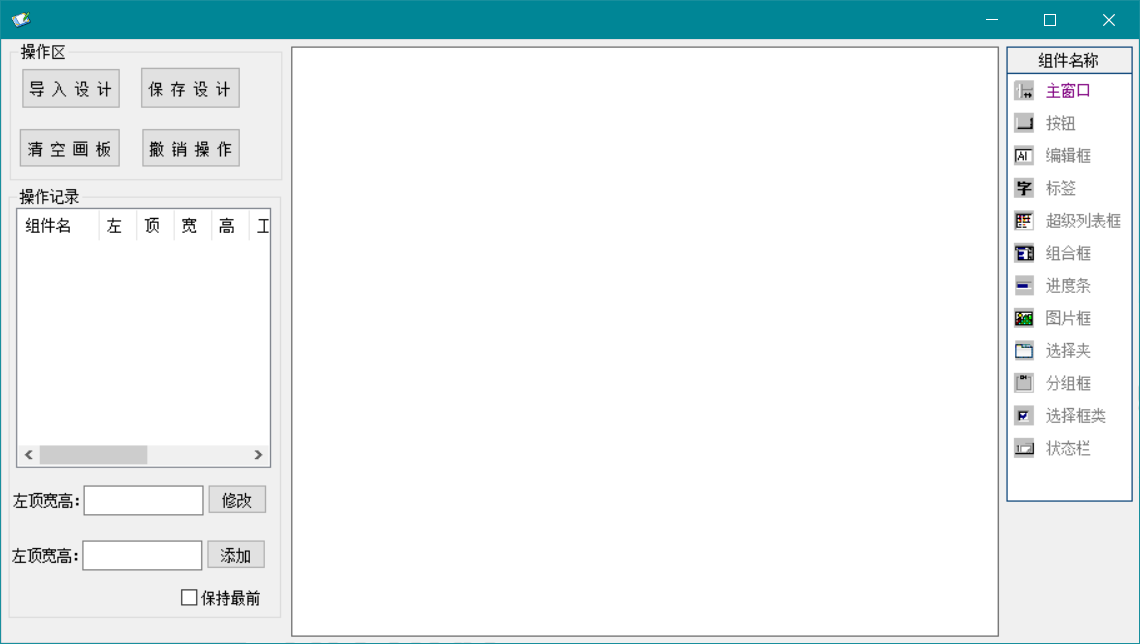 操作区
导入设计
保存设计
清空画板
撤销操作
操作记录
组件名 左 顶 宽 高 工
左顶宽高:
修改
左顶宽高:
添加
保持最前
组件名称
主窗口
按钮
编辑框
标签
超级列表框
组合框
进度条
图片框
选择夹
分组框
选择框类
状态栏